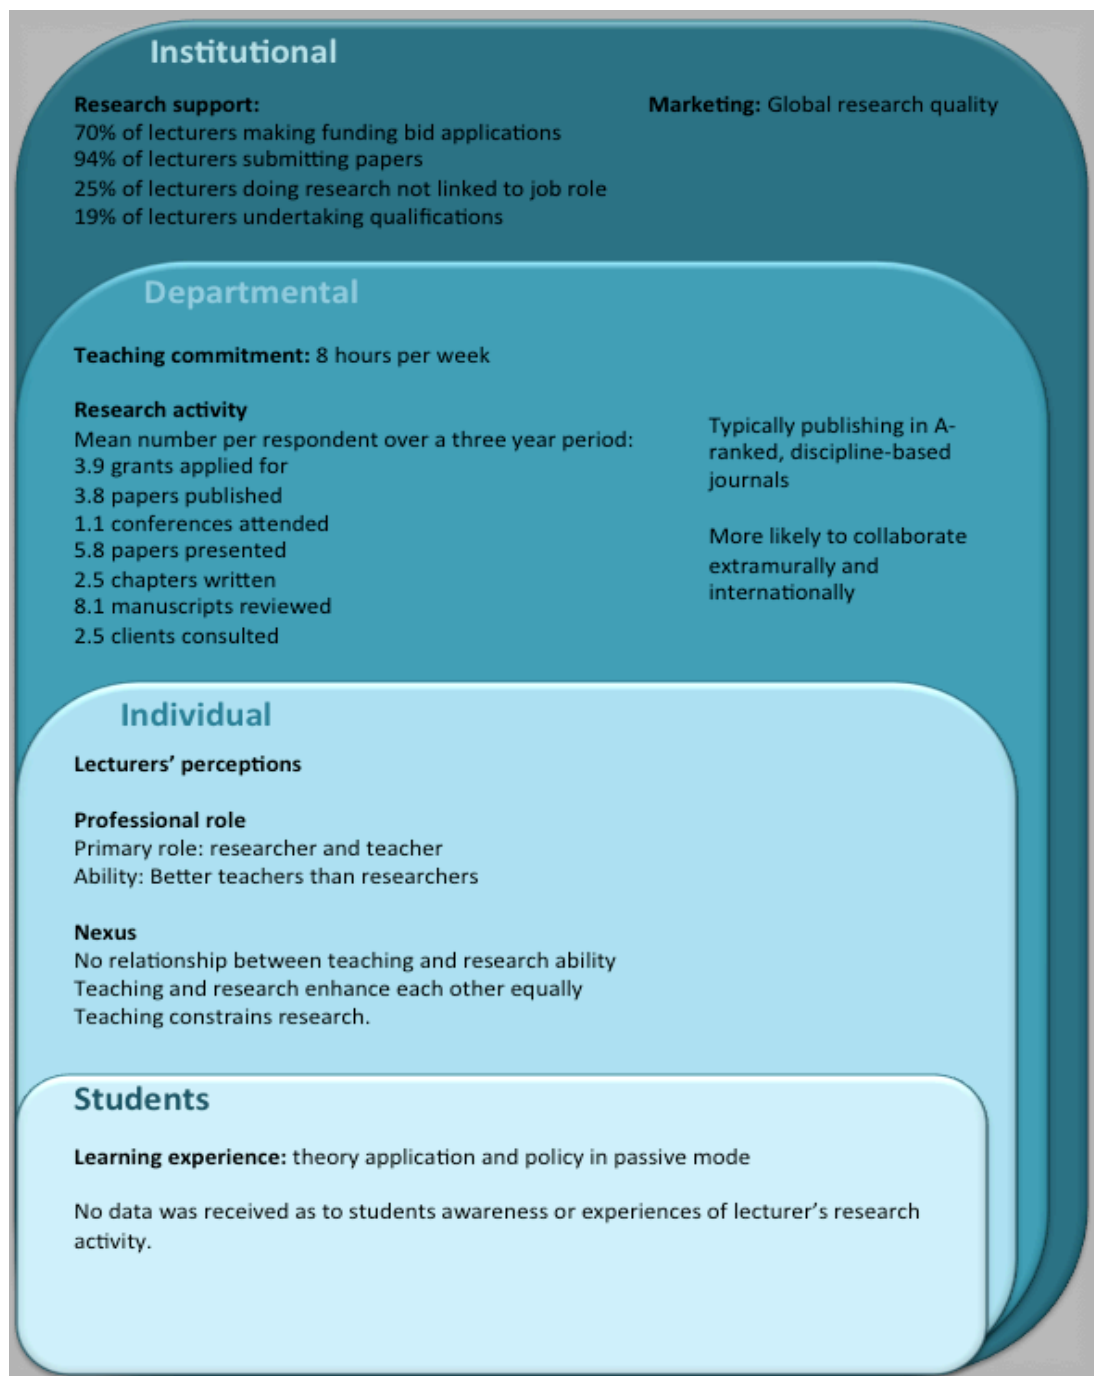 Institutional
Research support:
70% of lecturers making funding bid applications
94% of lecturers submitting papers
25% of lecturers doing research not linked to job role
19% of lecturers undertaking qualifications
Marketing: Global research quality
Departmental
Teaching commitment: 8 hours per week
Research activity
Mean number per respondent over a three year period:
3.9 grants applied for
3.8 papers published
1.1 conferences attended
5.8 papers presented
2.5 chapters written
8.1 manuscripts reviewed
2.5 clients consulted
Typically publishing in A-
ranked, discipline-based
journals
More likely to collaborate
extramurally and
internationally
Individual
Lecturers’ perceptions
Professional role
Primary role: researcher and teacher
Ability: Better teachers than researchers
Nexus
No relationship between teaching and research ability
Teaching and research enhance each other equally
Teaching constrains research.
Students
Learning experience: theory application and policy in passive mode
No data was received as to students awareness or experiences of lecturer’s research
activity.